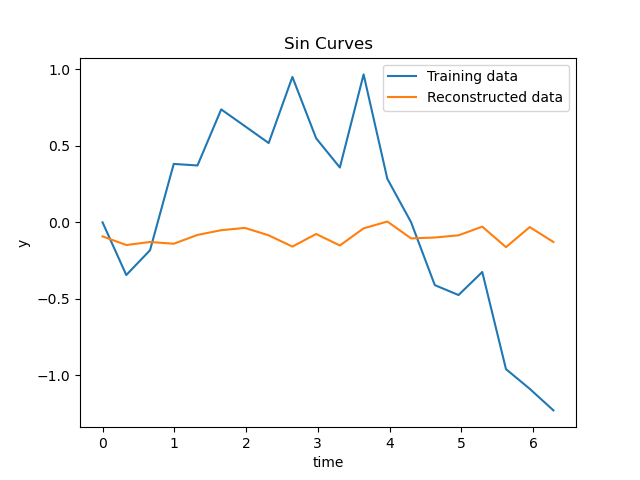 Sin Curves
Training data
Reconstructed data
1.0
0.5
0.0
−0.5
−1.0
y
0 1 2 3 4 5 6
time